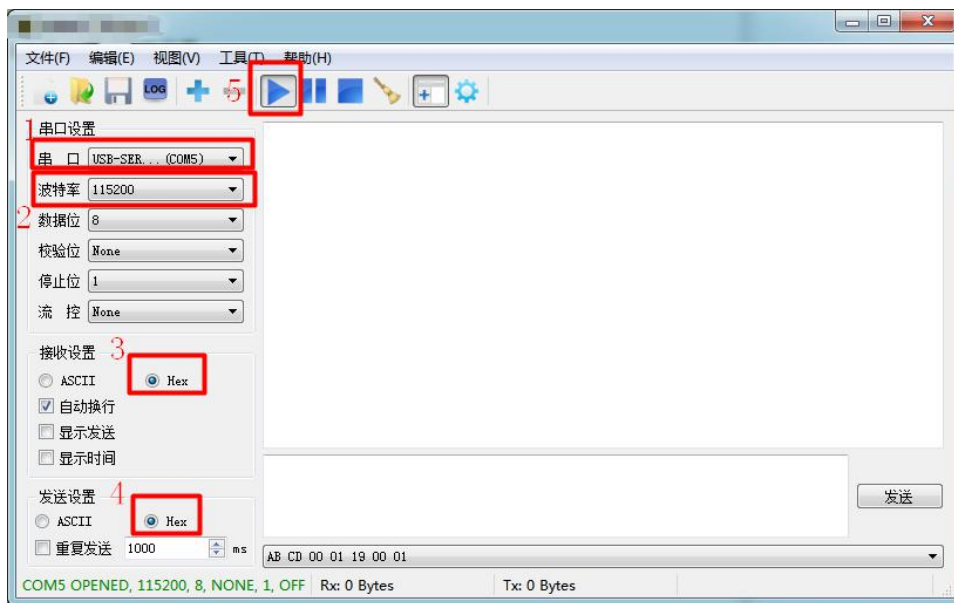 文件(F) 编辑(E) 视图(V) 工具(T) 帮助(H)
LOG 5
1 串口设置
串 口 USB-SER... (COM5)
波特率 115200
2 数据位 8
校验位 None
停止位 1
流 控 None
接收设置 3
ASCII Hex
自动换行
显示发送
显示时间
发送设置 4
ASCII Hex
发送
重复发送 1000 ms
AB CD 00 01 19 00 01
COM5 OPENED, 115200, 8, NONE, 1, OFF Rx: 0 Bytes Tx: 0 Bytes